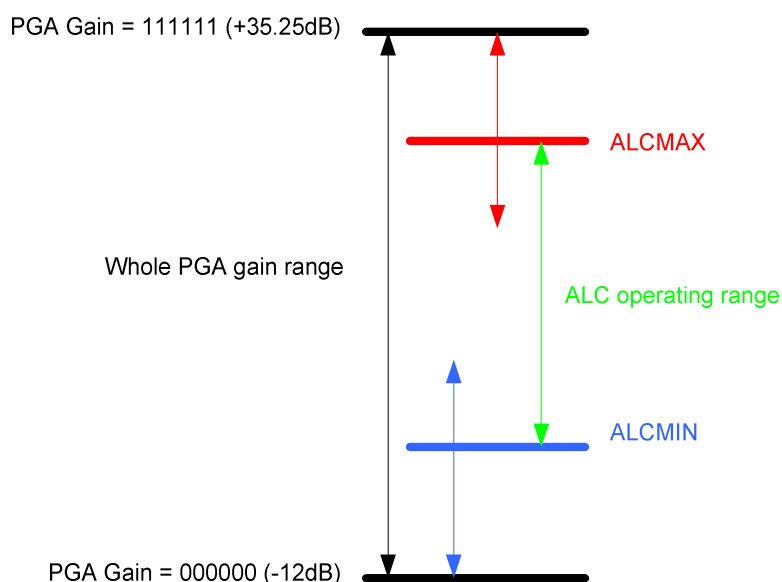 PGA Gain = 111111 (+35.25dB)
ALCMAX
Whole PGA gain range
ALC operating range
ALCMIN
PGA Gain = 000000 (-12dB)